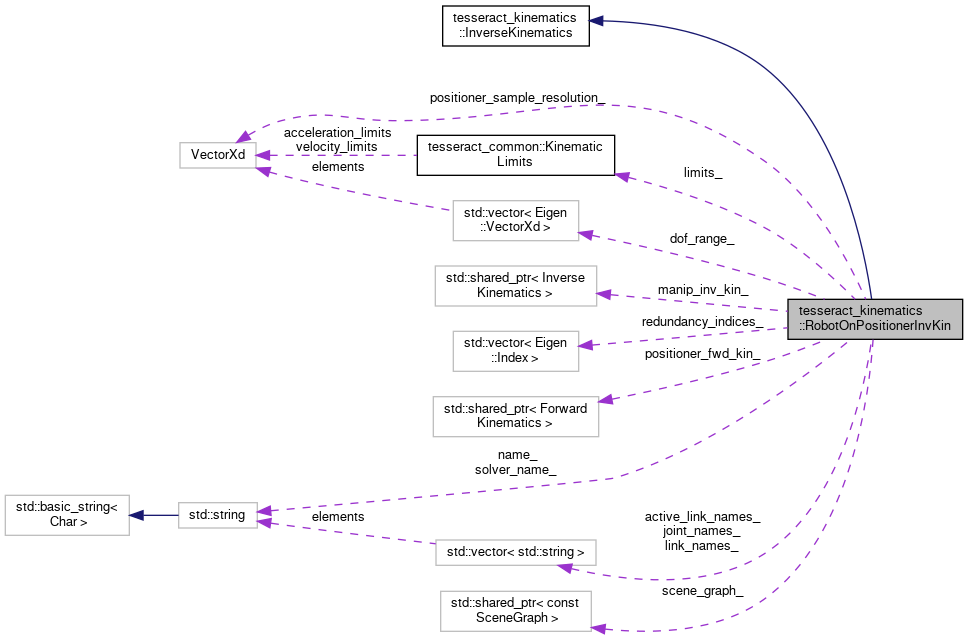 tesseract_kinematics
::InverseKinematics
positioner_sample_resolution_
acceleration_limits
velocity_limits
VectorXd
tesseract_common::Kinematic
Limits
elements
limits_
std::vector< Eigen
::VectorXd >
dof_range_
std::shared_ptr< Inverse
Kinematics >
manip_inv_kin_
tesseract_kinematics
::RobotOnPositionerInvKin
redundancy_indices_
std::vector< Eigen
::Index >
positioner_fwd_kin_
std::shared_ptr< Forward
Kinematics >
name_
solver_name_
std::basic_string<
Char >
std::string
elements
active_link_names_
joint_names_
link_names_
std::vector< std::string >
scene_graph_
std::shared_ptr< const
SceneGraph >